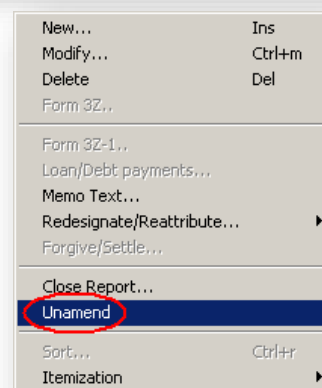 New... Ins
Modify... Ctrl+m
Delete Del
Form 3Z..
Form 3Z-1..
Loan/Debt payments...
Memo Text...
Redesignate/Reattribute...
Forgive/Settle...
Close Report...
Unamend
Sort... Ctrl+r
Itemization